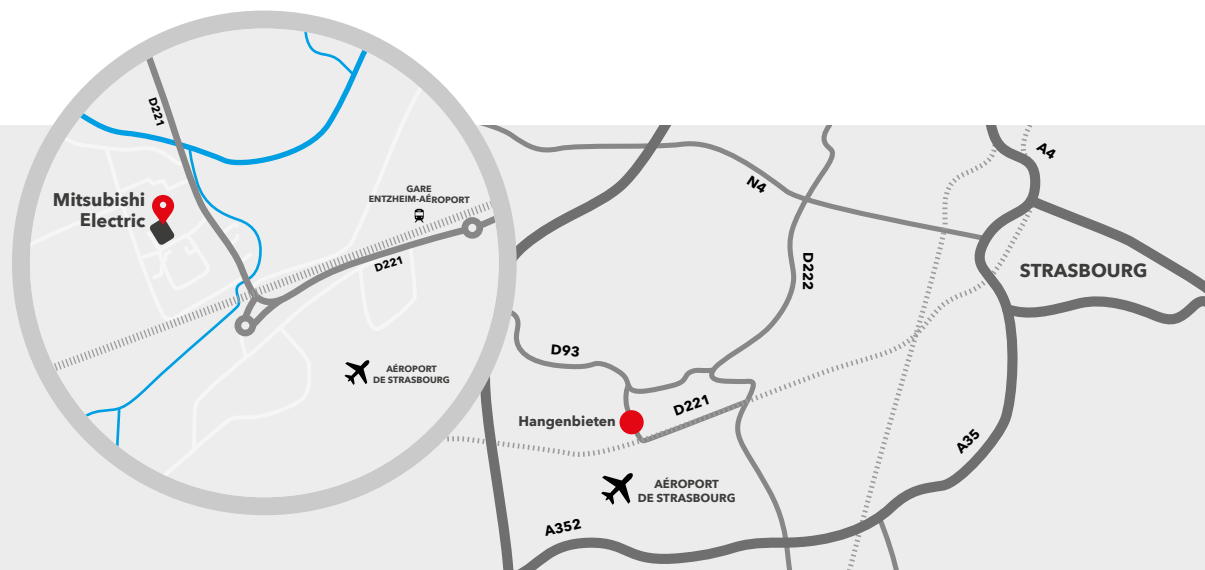 D221
Mitsubishi
Electric
GARE
ENTZHEIM-AÉROPORT
D221
AÉROPORT
DE STRASBOURG
A4
N4
D222
STRASBOURG
D93
D221
Hangenbieten
A35
AÉROPORT
DE STRASBOURG
A352